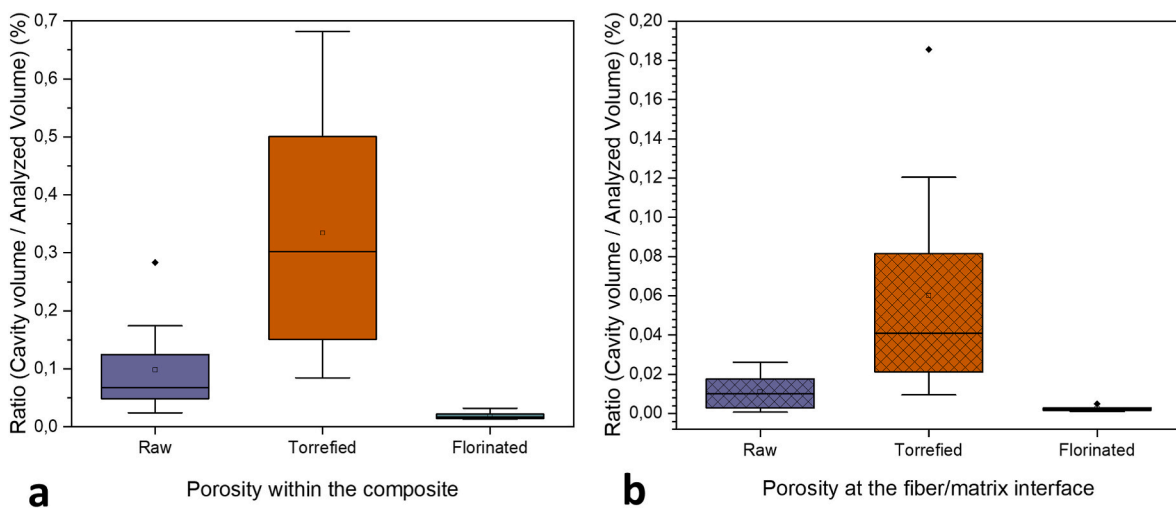 Ratio (Cavity volume / Analyzed Volume) (%)
0,7
0,6
0,5
0,4
0,3
0,2
0,1
0,0
Raw
Torrefied
Florinated
a
Porosity within the composite
Ratio (Cavity volume / Analyzed Volume) (%)
0,20
0,18
0,16
0,14
0,12
0,10
0,08
0,06
0,04
0,02
0,00
Raw
Torrefied
Florinated
b
Porosity at the fiber/matrix interface